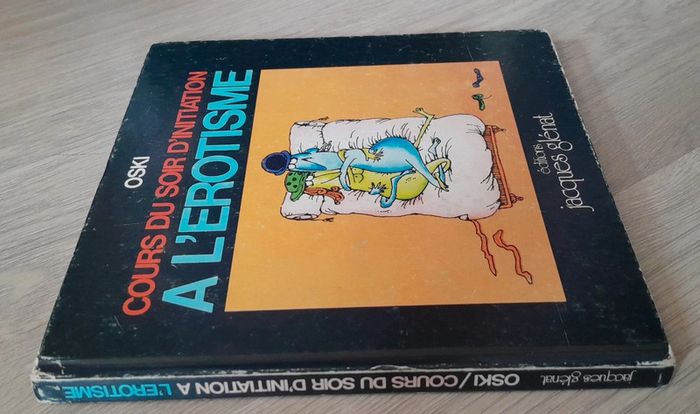 OSKI
COURS DU SOIR D'INITIATION
A L'EROTISME
éditions
jacques glénat
OSKI/COURS DU SOIR D'INITIATION A L'EROTISME
jacques glénat